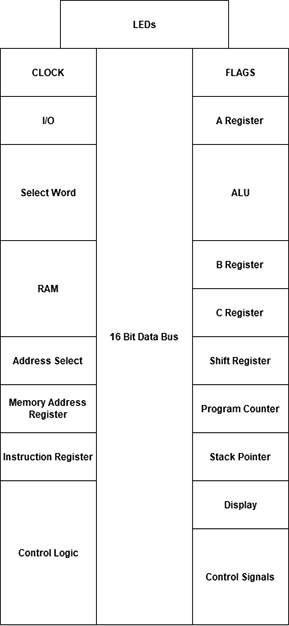 LEDs
CLOCK
FLAGS
I/O
A Register
Select Word
ALU
B Register
RAM
C Register
16 Bit Data Bus
Address Select
Shift Register
Memory Address
Register
Program Counter
Instruction Register
Stack Pointer
Display
Control Logic
Control Signals